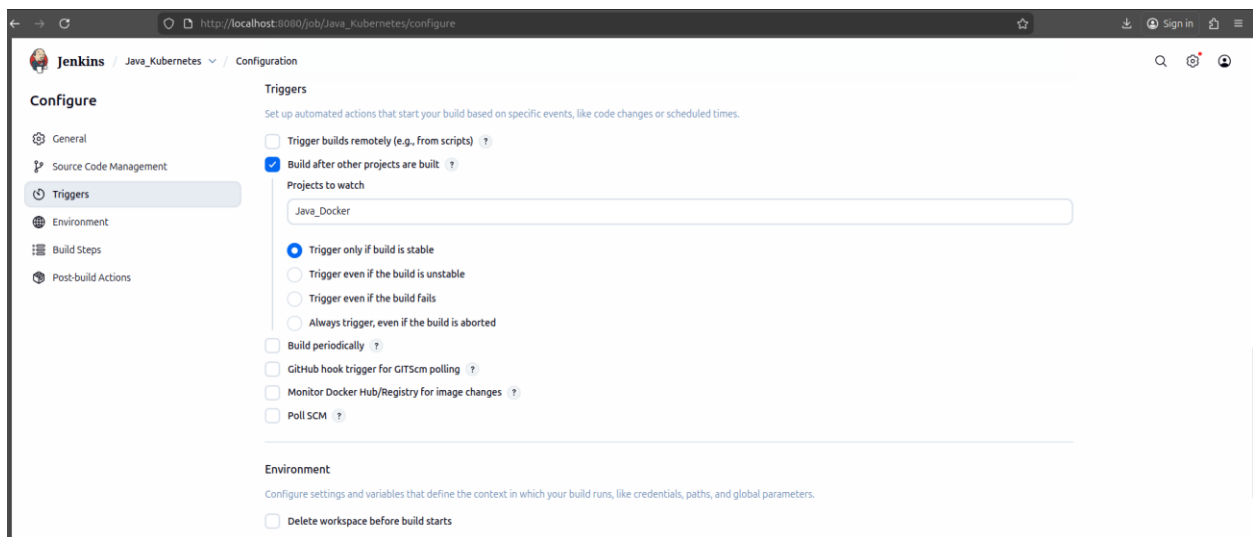 http://localhost:8080/job/Java_Kubernetes/configure
Sign in
Jenkins / Java_Kubernetes / Configuration
Configure
General
Source Code Management
Triggers
Environment
Build Steps
Post-build Actions
Triggers
Set up automated actions that start your build based on specific events, like code changes or scheduled times.
Trigger builds remotely (e.g., from scripts) ?
Build after other projects are built ?
Projects to watch
Java_Docker
Trigger only if build is stable
Trigger even if the build is unstable
Trigger even if the build fails
Always trigger, even if the build is aborted
Build periodically ?
GitHub hook trigger for GITScm polling ?
Monitor Docker Hub/Registry for image changes ?
Poll SCM ?
Environment
Configure settings and variables that define the context in which your build runs, like credentials, paths, and global parameters.
Delete workspace before build starts